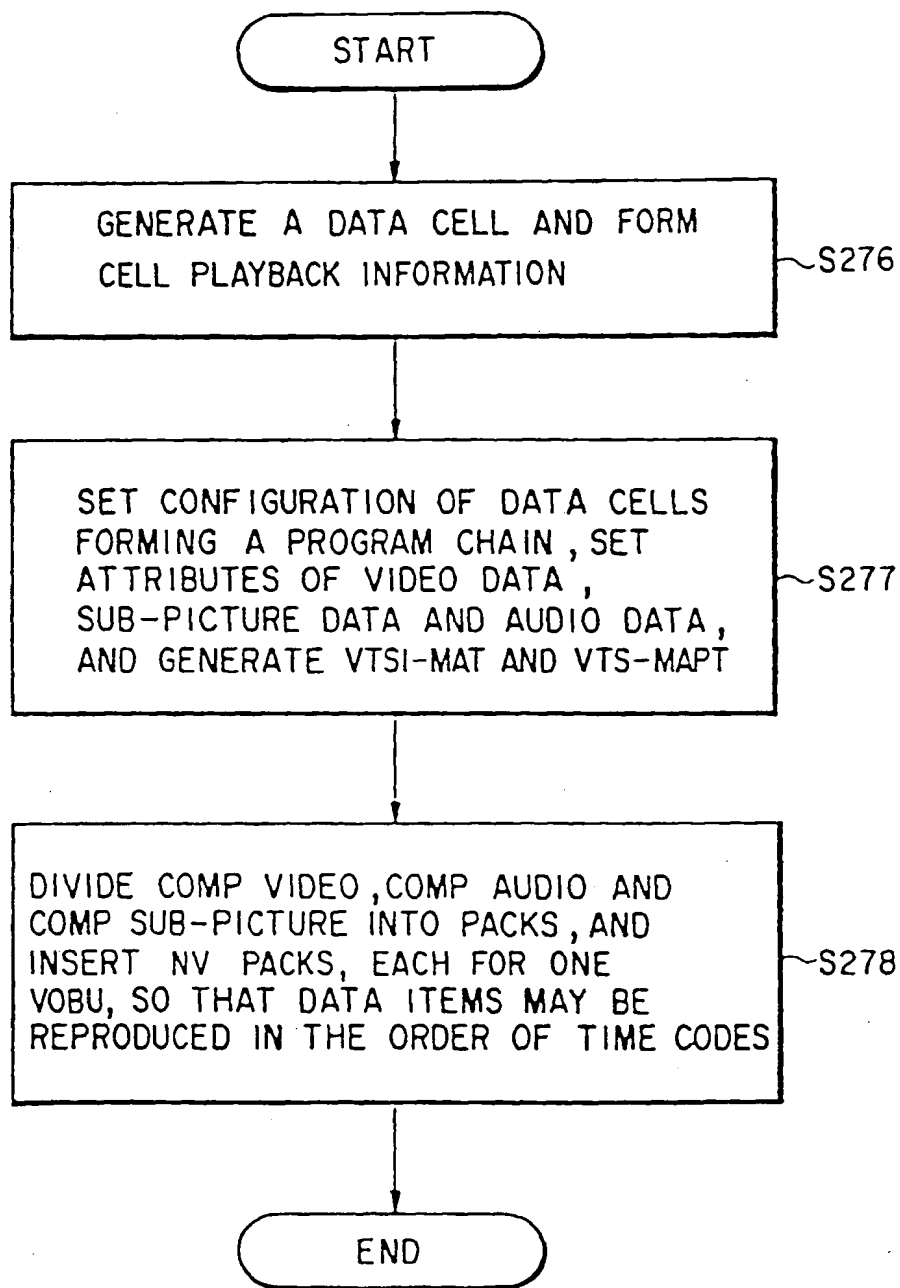 START
GENERATE A DATA CELL AND FORM
CELL PLAYBACK INFORMATION
S276
SET CONFIGURATION OF DATA CELLS
FORMING A PROGRAM CHAIN, SET
ATTRIBUTES OF VIDEO DATA,
SUB-PICTURE DATA AND AUDIO DATA,
AND GENERATE VTSI-MAT AND VTS-MAPT
S277
DIVIDE COMP VIDEO, COMP AUDIO AND
COMP SUB-PICTURE INTO PACKS, AND
INSERT NV PACKS, EACH FOR ONE
VOBU, SO THAT DATA ITEMS MAY BE
REPRODUCED IN THE ORDER OF TIME CODES
S278
END